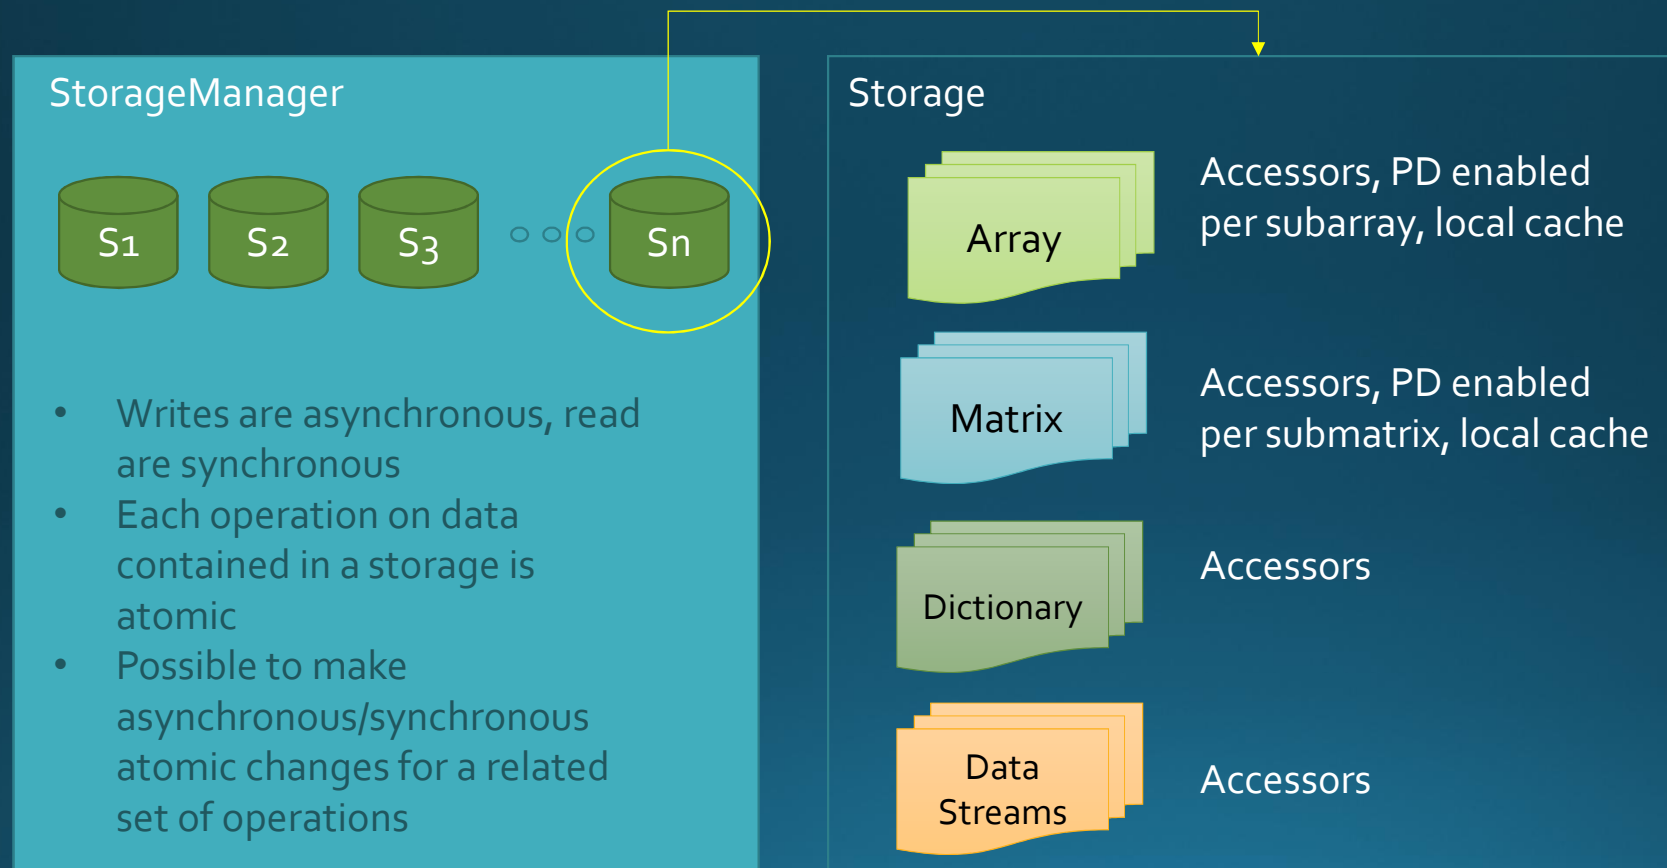 StorageManager
S1
S2
S3
Sn
• Writes are asynchronous, read
are synchronous
• Each operation on data
contained in a storage is
atomic
• Possible to make
asynchronous/synchronous
atomic changes for a related
set of operations
Storage
Array
Accessors, PD enabled
per subarray, local cache
Matrix
Accessors, PD enabled
per submatrix, local cache
Dictionary
Accessors
Data
Streams
Accessors